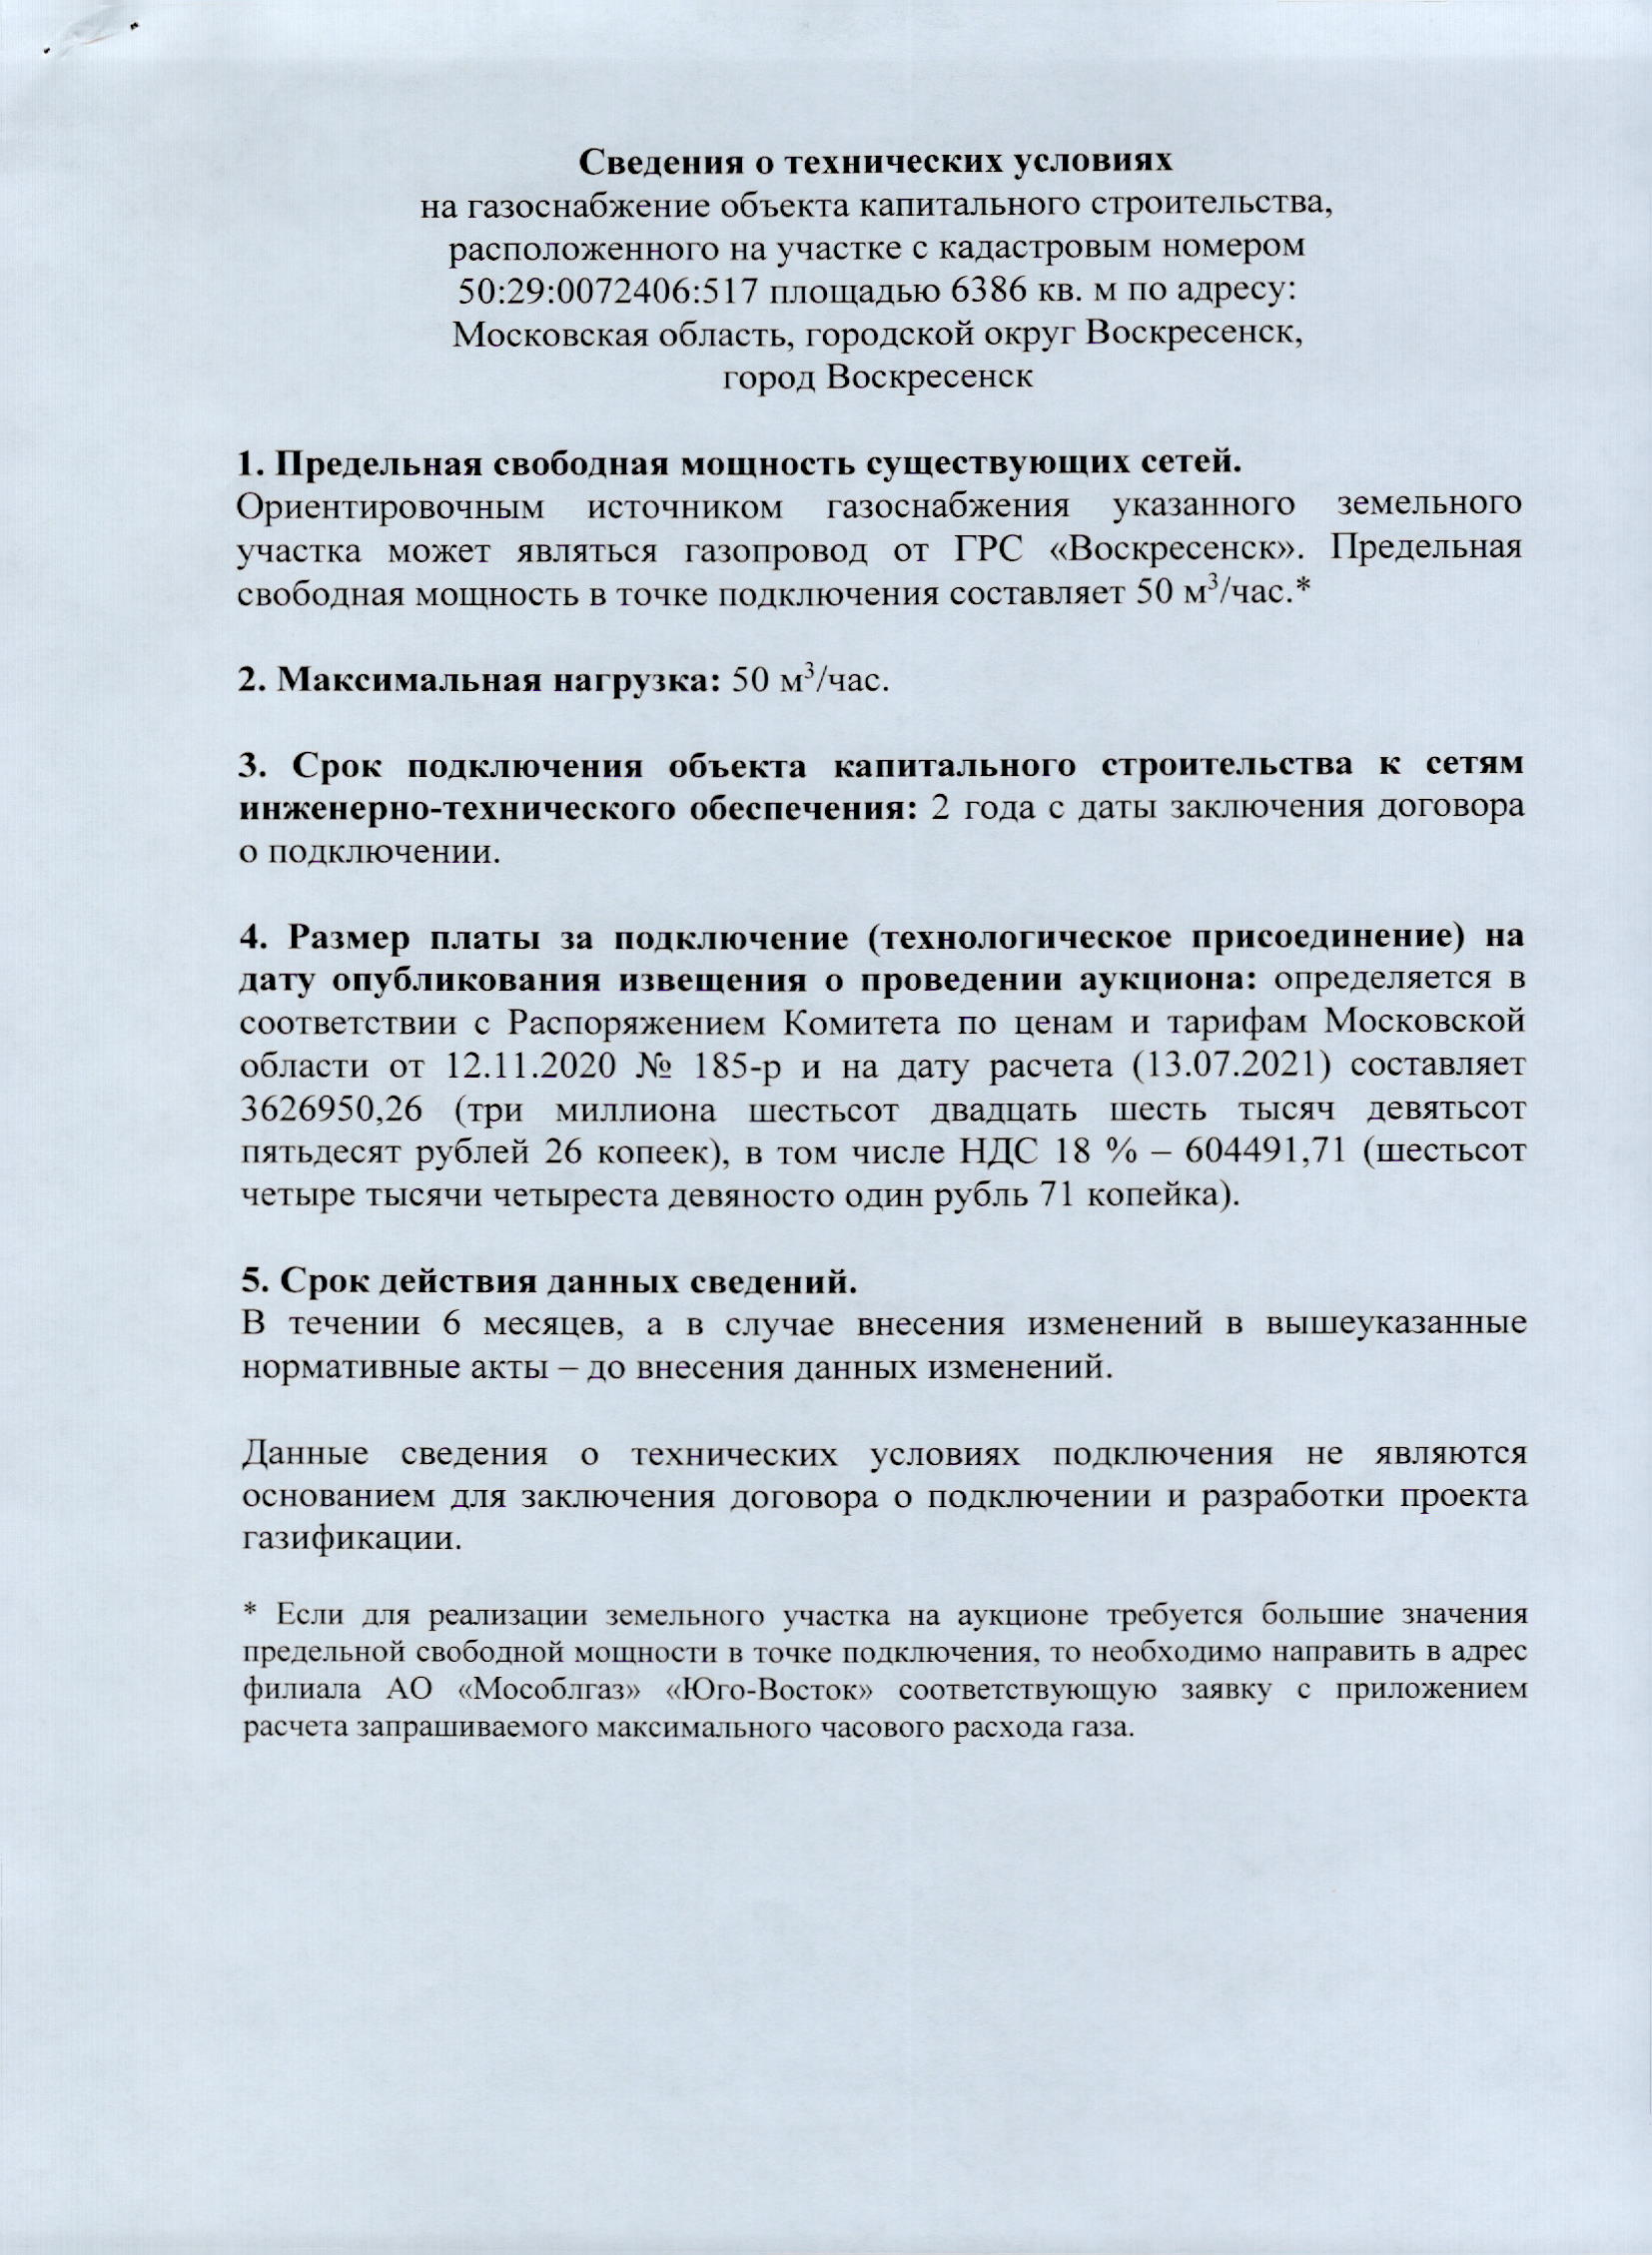 Сведения о технических условиях
на газоснабжение объекта капитального строительства,
расположенного на участке с кадастровым номером
50:29:0072406:517 площадью 6386 кв. м по адресу:
Московская область, городской округ Воскресенск,
город Воскресенск
1. Предельная свободная мощность существующих сетей.
Ориентировочным источником газоснабжения указанного земельного
участка может являться газопровод от ГРС «Воскресенск». Предельная
свободная мощность в точке подключения составляет 50 м³/час.*
2. Максимальная нагрузка: 50 м³/час.
3. Срок подключения объекта капитального строительства к сетям
инженерно-технического обеспечения: 2 года с даты заключения договора
о подключении.
4. Размер платы за подключение (технологическое присоединение) на
дату опубликования извещения о проведении аукциона: определяется в
соответствии с Распоряжением Комитета по ценам и тарифам Московской
области от 12.11.2020 № 185-р и на дату расчета (13.07.2021) составляет
3626950,26 (три миллиона шестьсот двадцать шесть тысяч девятьсот
пятьдесят рублей 26 копеек), в том числе НДС 18 % – 604491,71 (шестьсот
четыре тысячи четыреста девяносто один рубль 71 копейка).
5. Срок действия данных сведений.
В течении 6 месяцев, а в случае внесения изменений в вышеуказанные
нормативные акты – до внесения данных изменений.
Данные сведения о технических условиях подключения не являются
основанием для заключения договора о подключении и разработки проекта
газификации.
* Если для реализации земельного участка на аукционе требуется большие значения
предельной свободной мощности в точке подключения, то необходимо направить в адрес
филиала АО «Мособлгаз» «Юго-Восток» соответствующую заявку с приложением
расчета запрашиваемого максимального часового расхода газа.